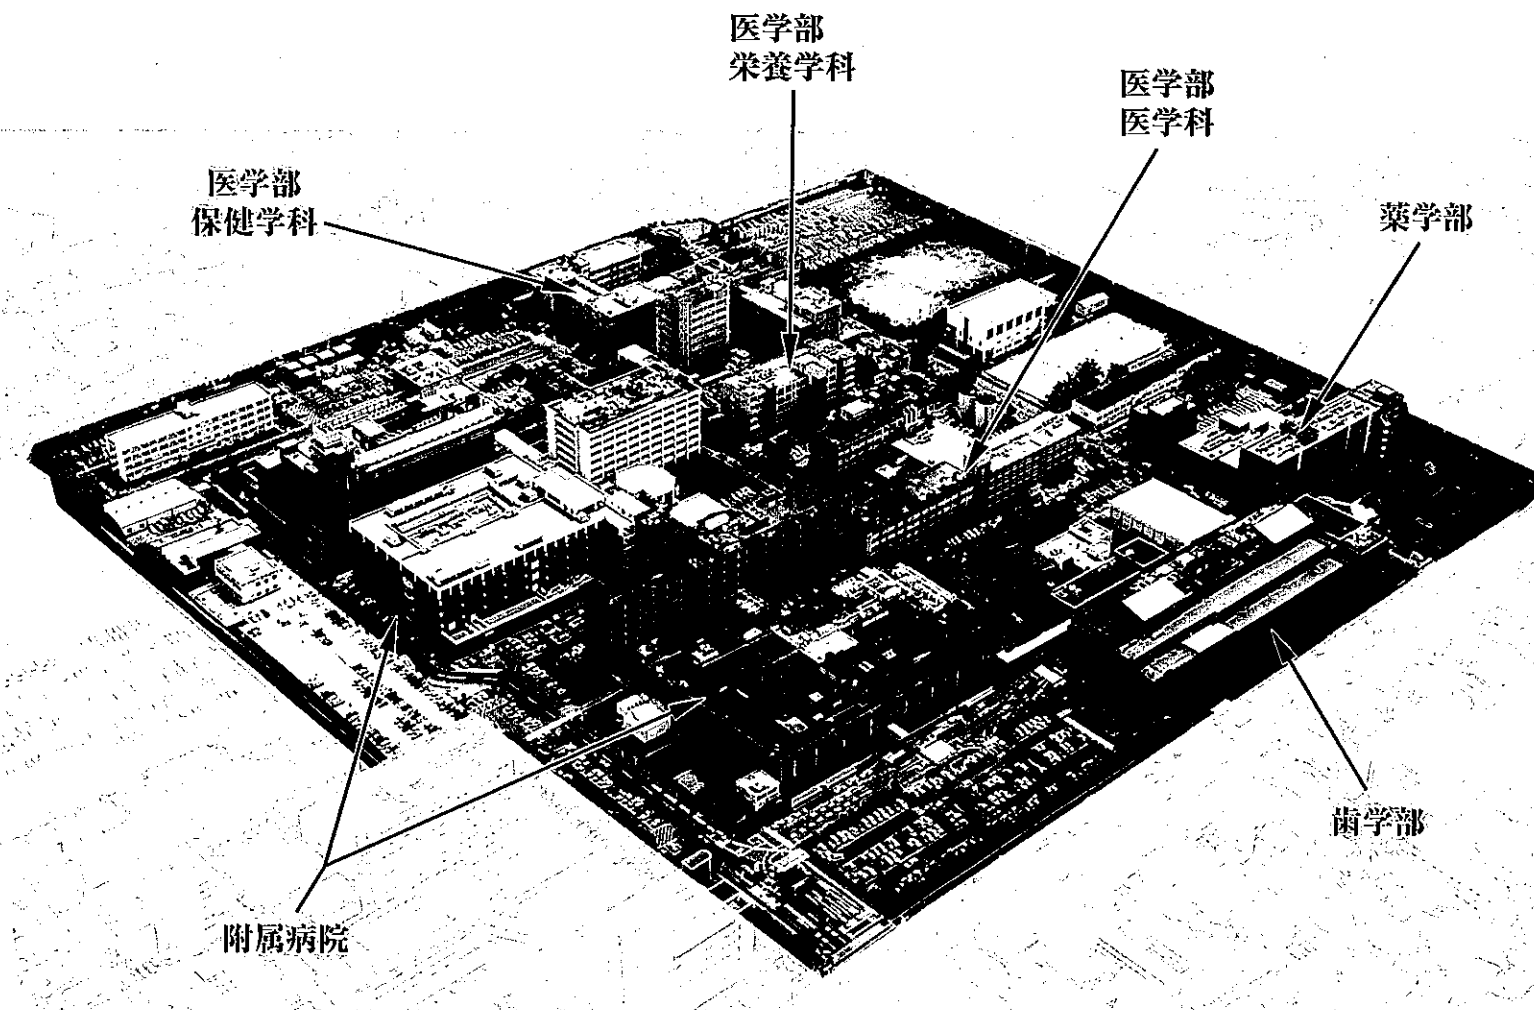 医学部
栄養学科
医学部
医学科
医学部
保健学科
薬学部
歯学部
附属病院